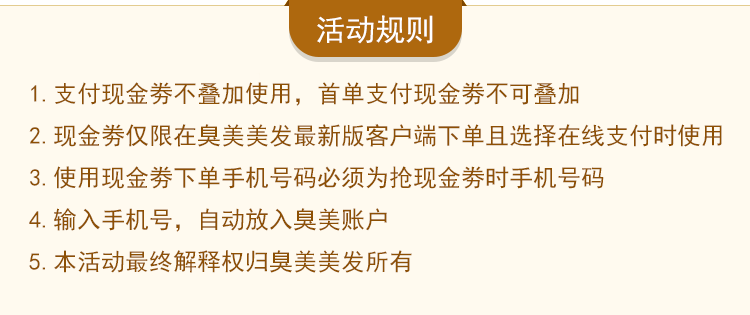 活动规则
1. 支付现金劵不叠加使用，首单支付现金劵不可叠加
2. 现金劵仅限在臭美美发最新版客户端下单且选择在线支付时使用
3. 使用现金劵下单手机号码必须为抢现金劵时手机号码
4. 输入手机号，自动放入臭美账户
5. 本活动最终解释权归臭美美发所有